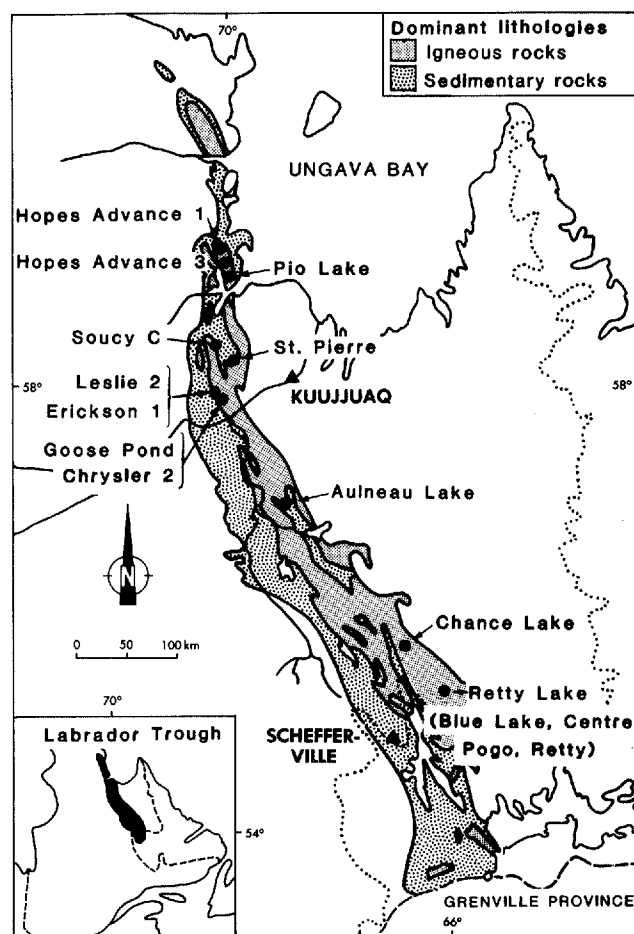 70°
Dominant lithologies
Igneous rocks
Sedimentary rocks
UNGAVA BAY
Hopes Advance 1
Hopes Advance 3
Pio Lake
Soucy C
St. Pierre
58°
58°
Leslie 2
KUUJJUAQ
Erickson 1
Goose Pond
Chrysler 2
Aulneau Lake
N
0 50 100 km
Chance Lake
Retty Lake
(Blue Lake, Centre
Pogo, Retty)
SCHEFFER-
VILLE
70°
Labrador Trough
54°
GRENVILLE PROVINCE
66°